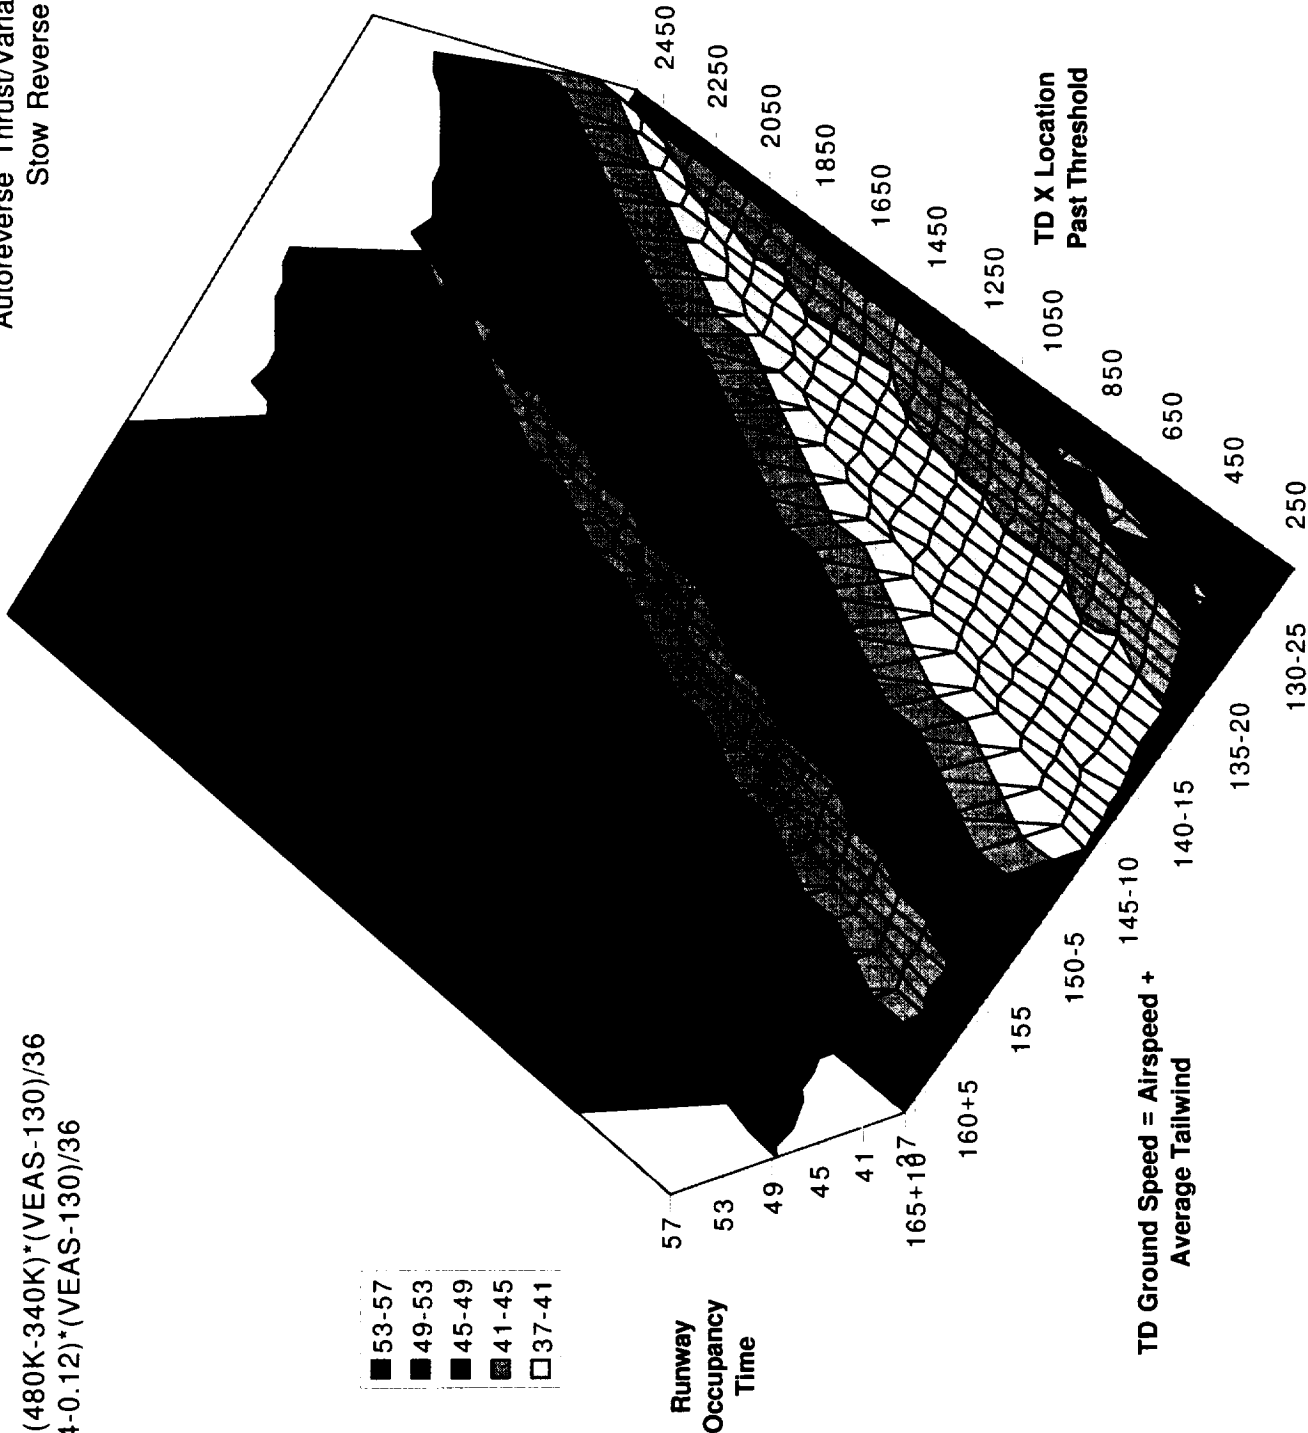 Autoreverse Thrust/Varia
Stow Reverse
(480K-340K)*(VEAS-130)/36
4-0.12)*(VEAS-130)/36
53-57
49-53
45-49
41-45
37-41
Runway
Occupancy
Time
57
53
49
45
41
37
165+10
160+5
155
150-5
145-10
140-15
135-20
130-25
TD Ground Speed = Airspeed +
Average Tailwind
250
450
650
850
1050
1250
1450
1650
1850
2050
2250
2450
TD X Location
Past Threshold